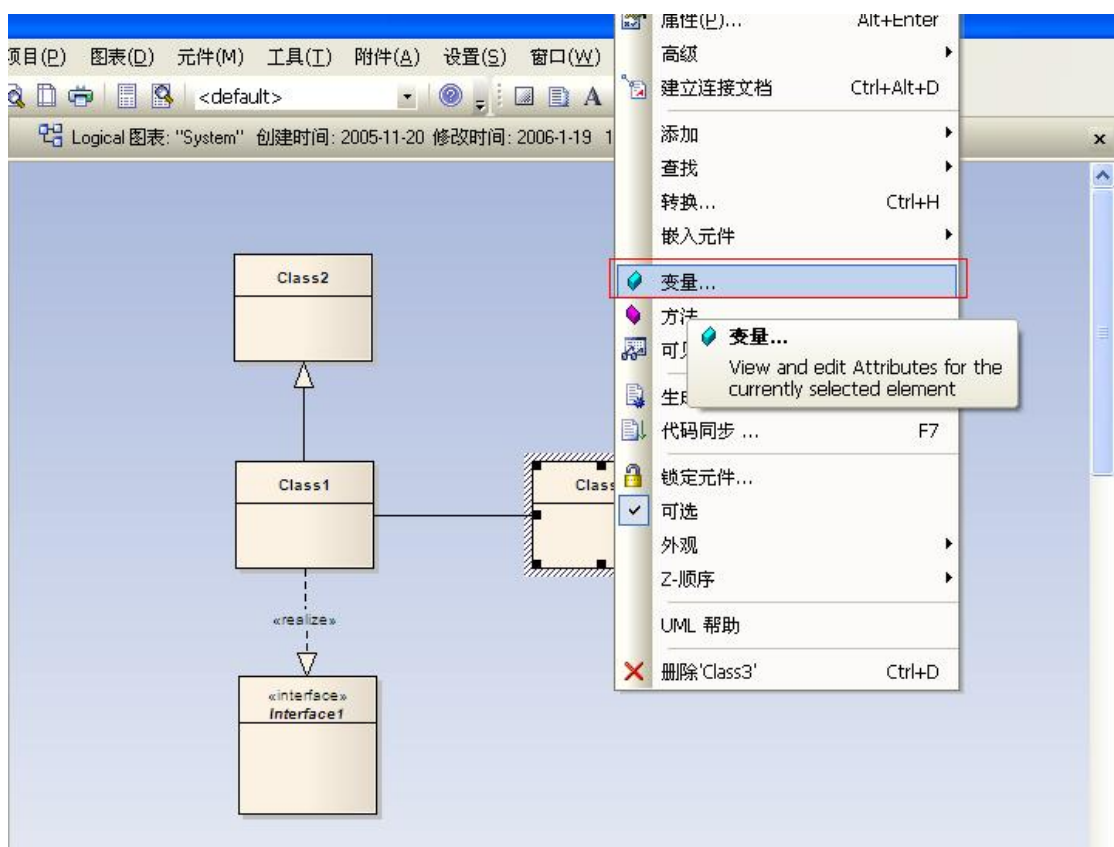 项目(P) 图表(D) 元件(M) 工具(T) 附件(A) 设置(S) 窗口(W)
<default>
A
Logical 图表: "System" 创建时间: 2005-11-20 修改时间: 2006-1-19 1
属性(P)... Alt+Enter
高级
建立连接文档 Ctrl+Alt+D
添加
查找
转换... Ctrl+H
嵌入元件
变量...
方法
变量...
View and edit Attributes for the
currently selected element
代码同步 ... F7
锁定元件...
可选
外观
Z-顺序
UML 帮助
删除'Class3' Ctrl+D
Class2
Class1
Class
«realize»
«interface»
Interface1